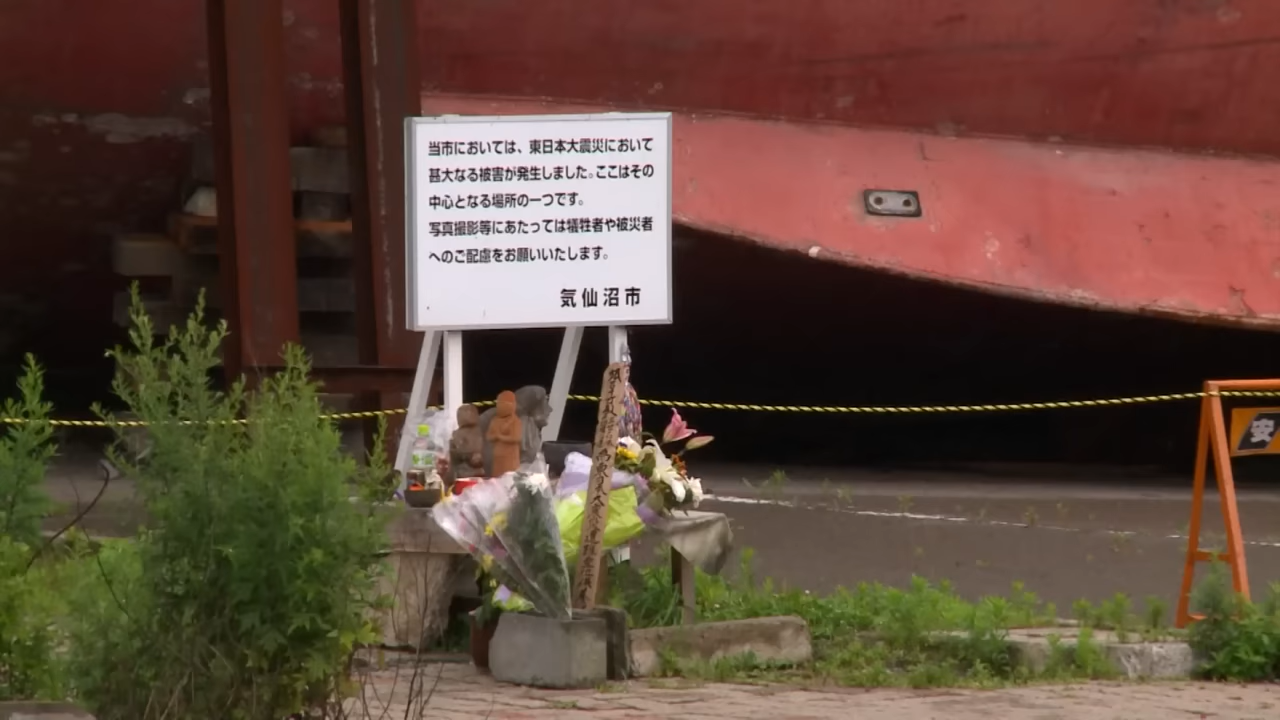 当市においては、東日本大震災において
甚大なる被害が発生しました。ここはその
中心となる場所の一つです。
写真撮影等にあたっては犠牲者や被災者
へのご配慮をお願いいたします。
気仙沼市
安